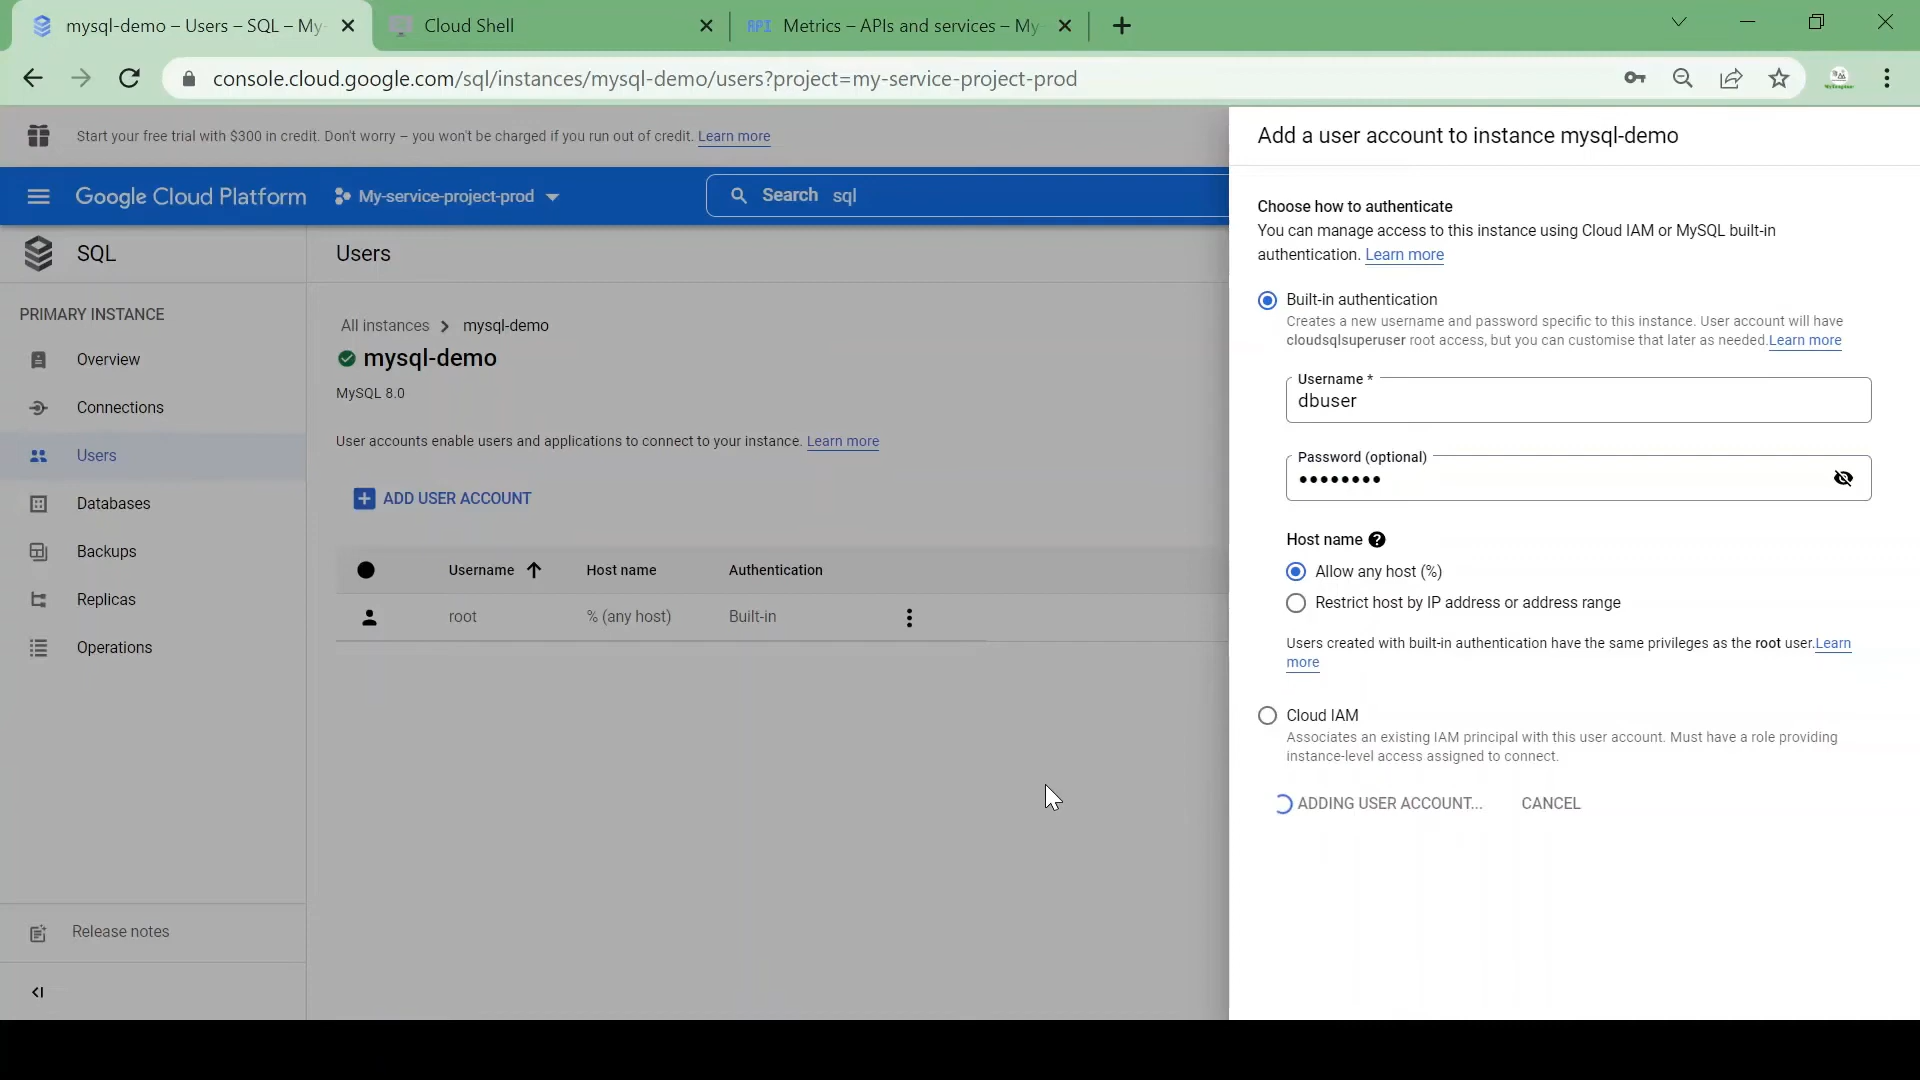 mysql-demo – Users – SQL – My-
Cloud Shell
API Metrics – APIs and services – My-
console.cloud.google.com/sql/instances/mysql-demo/users?project=my-service-project-prod
Start your free trial with $300 in credit. Don't worry – you won't be charged if you run out of credit. Learn more
Google Cloud Platform
My-service-project-prod
Search sql
SQL
PRIMARY INSTANCE
Overview
Connections
Users
Databases
Backups
Replicas
Operations
Release notes
Users
All instances > mysql-demo
mysql-demo
MySQL 8.0
User accounts enable users and applications to connect to your instance. Learn more
ADD USER ACCOUNT
Username Host name Authentication
root % (any host) Built-in
Add a user account to instance mysql-demo
Choose how to authenticate
You can manage access to this instance using Cloud IAM or MySQL built-in
authentication. Learn more
Built-in authentication
Creates a new username and password specific to this instance. User account will have
cloudsqlsuperuser root access, but you can customise that later as needed.Learn more
Username *
dbuser
Password (optional)
••••••••
Host name
Allow any host (%)
Restrict host by IP address or address range
Users created with built-in authentication have the same privileges as the root user.Learn
more
Cloud IAM
Associates an existing IAM principal with this user account. Must have a role providing
instance-level access assigned to connect.
ADDING USER ACCOUNT... CANCEL